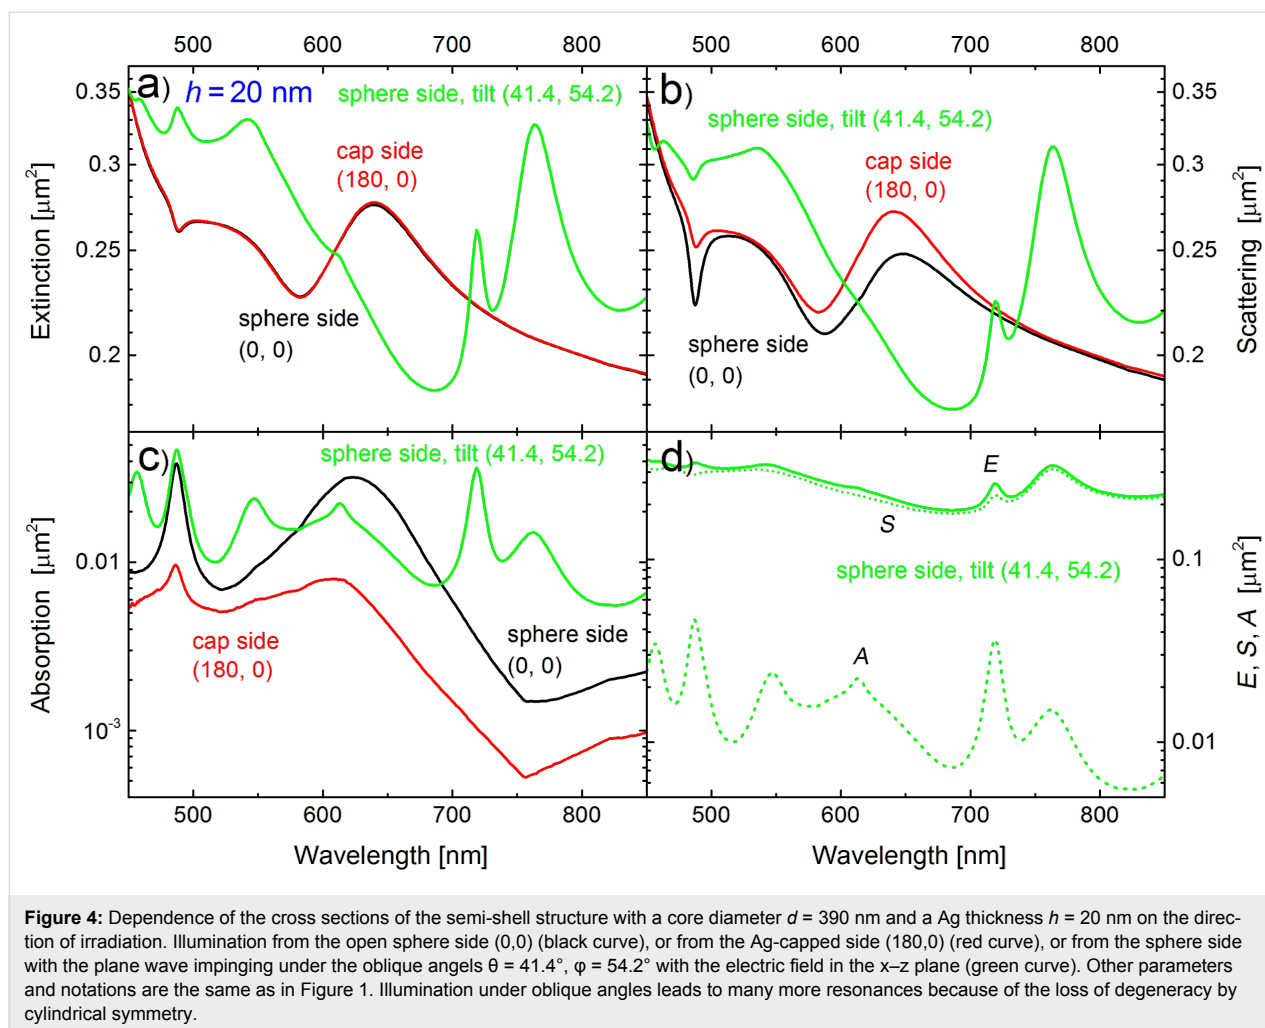 500 600 700 800 500 600 700 800
a) h = 20 nm
sphere side, tilt (41.4, 54.2)
cap side
(180, 0)
sphere side
(0, 0)
0.35
0.3
0.25
0.2
Extinction [μm²]
b)
sphere side, tilt (41.4, 54.2)
cap side
(180, 0)
sphere side
(0, 0)
0.35
0.3
0.25
0.2
Scattering [μm²]
c)
sphere side, tilt (41.4, 54.2)
cap side
(180, 0)
sphere side
(0, 0)
0.01
10⁻³
Absorption [μm²]
500 600 700 800
Wavelength [nm]
d)
E
S
sphere side, tilt (41.4, 54.2)
A
0.1
0.01
E, S, A [μm²]
500 600 700 800
Wavelength [nm]
Figure 4: Dependence of the cross sections of the semi-shell structure with a core diameter d = 390 nm and a Ag thickness h = 20 nm on the direc-
tion of irradiation. Illumination from the open sphere side (0,0) (black curve), or from the Ag-capped side (180,0) (red curve), or from the sphere side
with the plane wave impinging under the oblique angels θ = 41.4°, φ = 54.2° with the electric field in the x–z plane (green curve). Other parameters
and notations are the same as in Figure 1. Illumination under oblique angles leads to many more resonances because of the loss of degeneracy by
cylindrical symmetry.